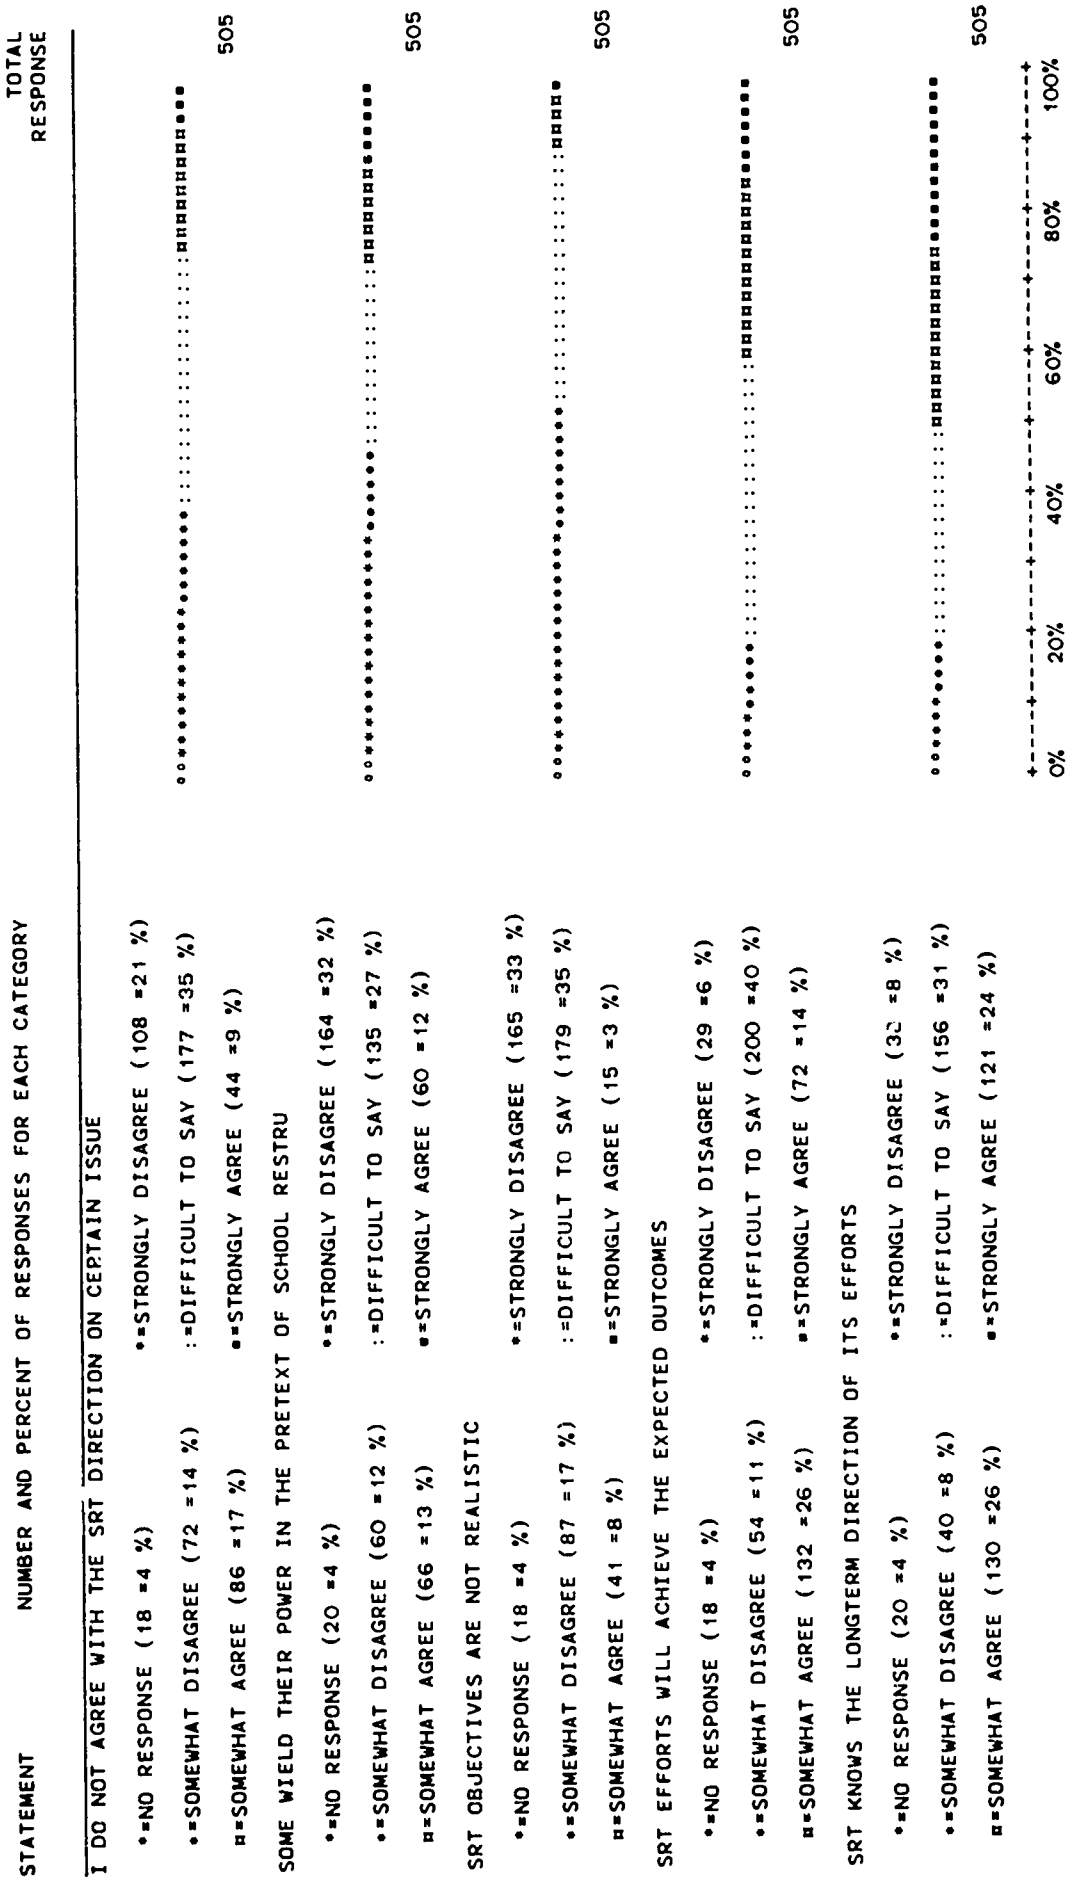 STATEMENT NUMBER AND PERCENT OF RESPONSES FOR EACH CATEGORY TOTAL RESPONSE
I DO NOT AGREE WITH THE SRT DIRECTION ON CERTAIN ISSUE
*=NO RESPONSE (18 =4 %) *=STRONGLY DISAGREE (108 =21 %)
•=SOMEWHAT DISAGREE (72 =14 %) :=DIFFICULT TO SAY (177 =35 %)
¤=SOMEWHAT AGREE (86 =17 %) ■=STRONGLY AGREE (44 =9 %) 505
SOME WIELD THEIR POWER IN THE PRETEXT OF SCHOOL RESTRU
*=NO RESPONSE (20 =4 %) *=STRONGLY DISAGREE (164 =32 %)
•=SOMEWHAT DISAGREE (60 =12 %) :=DIFFICULT TO SAY (135 =27 %)
¤=SOMEWHAT AGREE (66 =13 %) ■=STRONGLY AGREE (60 =12 %) 505
SRT OBJECTIVES ARE NOT REALISTIC
*=NO RESPONSE (18 =4 %) *=STRONGLY DISAGREE (165 =33 %)
•=SOMEWHAT DISAGREE (87 =17 %) :=DIFFICULT TO SAY (179 =35 %)
¤=SOMEWHAT AGREE (41 =8 %) ■=STRONGLY AGREE (15 =3 %) 505
SRT EFFORTS WILL ACHIEVE THE EXPECTED OUTCOMES
*=NO RESPONSE (18 =4 %) *=STRONGLY DISAGREE (29 =6 %)
•=SOMEWHAT DISAGREE (54 =11 %) :=DIFFICULT TO SAY (200 =40 %)
¤=SOMEWHAT AGREE (132 =26 %) ■=STRONGLY AGREE (72 =14 %) 505
SRT KNOWS THE LONGTERM DIRECTION OF ITS EFFORTS
*=NO RESPONSE (20 =4 %) *=STRONGLY DISAGREE ( =8 %)
•=SOMEWHAT DISAGREE (40 =8 %) :=DIFFICULT TO SAY (156 =31 %)
¤=SOMEWHAT AGREE (130 =26 %) ■=STRONGLY AGREE (121 =24 %) 505
0% 20% 40% 60% 80% 100%